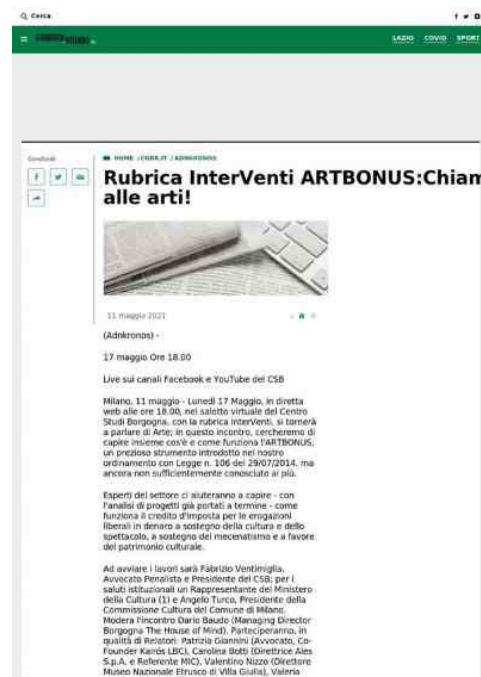 Cerca
LAZIO COVID SPORT
Condividi:
HOME / CORR.IT / ADNKRONOS
Rubrica InterVenti ARTBONUS:Chiam
alle arti!
11 maggio 2021
(Adnkronos) -
17 maggio Ore 18.00
Live sui canali Facebook e YouTube del CSB
Milano, 11 maggio - Lunedì 17 Maggio, in diretta
web alle ore 18.00, nel salotto virtuale del Centro
Studi Borgogna, con la rubrica InterVenti, si tornerà
a parlare di Arte; in questo incontro, cercheremo di
capire insieme cos'è e come funziona l'ARTBONUS,
un prezioso strumento introdotto nel nostro
ordinamento con Legge n. 106 del 29/07/2014, ma
ancora non sufficientemente conosciuto ai più.
Esperti del settore ci aiuteranno a capire - con
l'analisi di progetti già portati a termine - come
funziona il credito d'imposta per le erogazioni
liberali in denaro a sostegno della cultura e dello
spettacolo, a sostegno del mecenatismo e a favore
del patrimonio culturale.
Ad avviare i lavori sarà Fabrizio Ventimiglia,
Avvocato Penalista e Presidente del CSB; per i
saluti istituzionali un Rappresentante del Ministero
della Cultura (1) e Angelo Turco, Presidente della
Commissione Cultura del Comune di Milano.
Modera l'incontro Dario Baudo (Managing Director
Borgogna The House of Mind). Parteciperanno, in
qualità di Relatori: Patrizia Giannini (Avvocato, Co-
Founder Kairòs LBC), Carolina Botti (Direttrice Ales
S.p.A. e Referente MIC), Valentino Nizzo (Direttore
Museo Nazionale Etrusco di Villa Giulia), Valeria